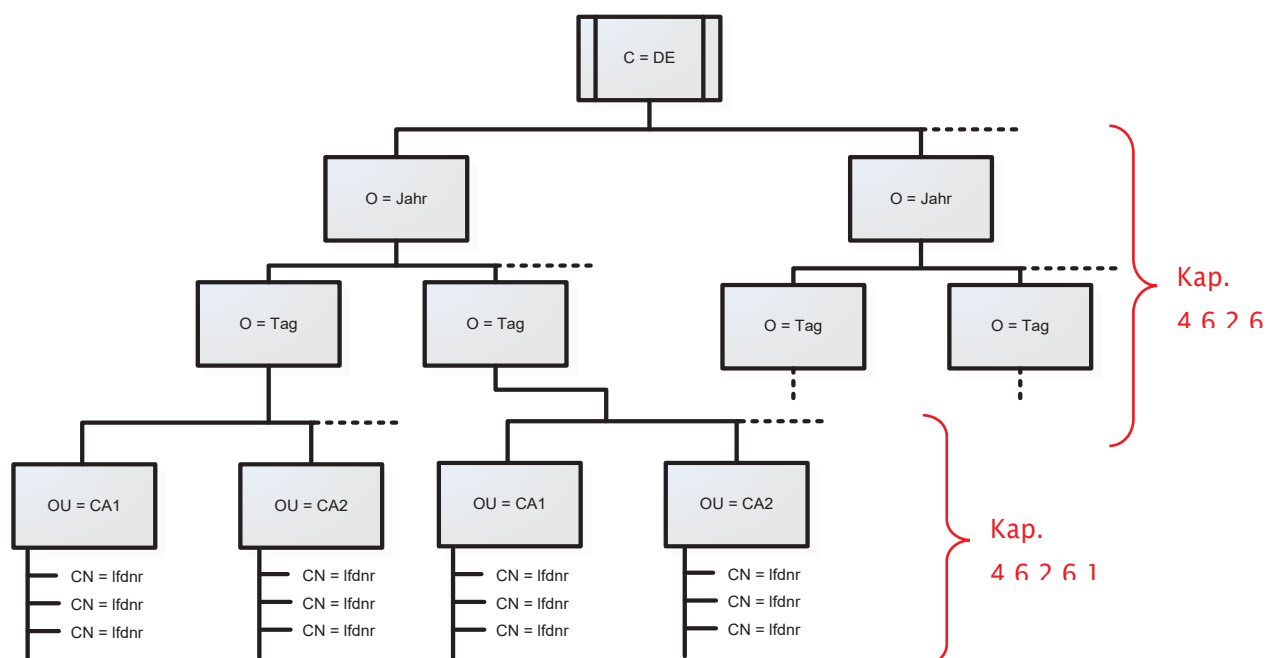 C = DE
O = Jahr
O = Jahr
O = Tag
O = Tag
O = Tag
O = Tag
Kap.
4 6 2 6
OU = CA1
OU = CA2
OU = CA1
OU = CA2
Kap.
4 6 2 6 1
CN = lfdnr
CN = lfdnr
CN = lfdnr
CN = lfdnr
CN = lfdnr
CN = lfdnr
CN = lfdnr
CN = lfdnr
CN = lfdnr
CN = lfdnr
CN = lfdnr
CN = lfdnr